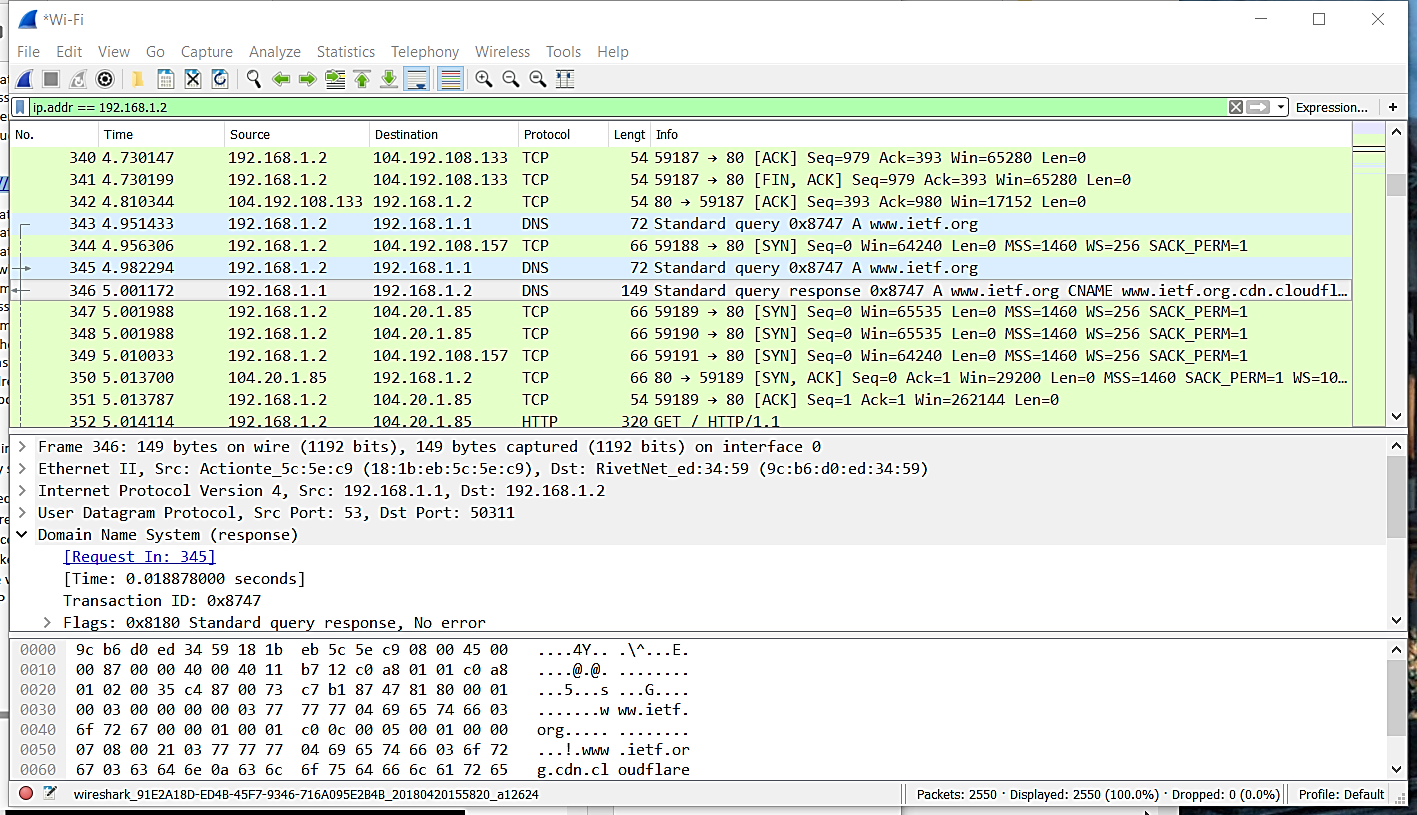 *Wi-Fi
File Edit View Go Capture Analyze Statistics Telephony Wireless Tools Help
ip.addr == 192.168.1.2 Expression... +
No. Time Source Destination Protocol Lengt Info
340 4.730147 192.168.1.2 104.192.108.133 TCP 54 59187 → 80 [ACK] Seq=979 Ack=393 Win=65280 Len=0
341 4.730199 192.168.1.2 104.192.108.133 TCP 54 59187 → 80 [FIN, ACK] Seq=979 Ack=393 Win=65280 Len=0
342 4.810344 104.192.108.133 192.168.1.2 TCP 54 80 → 59187 [ACK] Seq=393 Ack=980 Win=17152 Len=0
343 4.951433 192.168.1.2 192.168.1.1 DNS 72 Standard query 0x8747 A www.ietf.org
344 4.956306 192.168.1.2 104.192.108.157 TCP 66 59188 → 80 [SYN] Seq=0 Win=64240 Len=0 MSS=1460 WS=256 SACK_PERM=1
345 4.982294 192.168.1.2 192.168.1.1 DNS 72 Standard query 0x8747 A www.ietf.org
346 5.001172 192.168.1.1 192.168.1.2 DNS 149 Standard query response 0x8747 A www.ietf.org CNAME www.ietf.org.cdn.cloudfl…
347 5.001988 192.168.1.2 104.20.1.85 TCP 66 59189 → 80 [SYN] Seq=0 Win=65535 Len=0 MSS=1460 WS=256 SACK_PERM=1
348 5.001988 192.168.1.2 104.20.1.85 TCP 66 59190 → 80 [SYN] Seq=0 Win=65535 Len=0 MSS=1460 WS=256 SACK_PERM=1
349 5.010033 192.168.1.2 104.192.108.157 TCP 66 59191 → 80 [SYN] Seq=0 Win=64240 Len=0 MSS=1460 WS=256 SACK_PERM=1
350 5.013700 104.20.1.85 192.168.1.2 TCP 66 80 → 59189 [SYN, ACK] Seq=0 Ack=1 Win=29200 Len=0 MSS=1460 SACK_PERM=1 WS=10…
351 5.013787 192.168.1.2 104.20.1.85 TCP 54 59189 → 80 [ACK] Seq=1 Ack=1 Win=262144 Len=0
352 5.014114 192.168.1.2 104.20.1.85 HTTP 320 GET / HTTP/1.1
Frame 346: 149 bytes on wire (1192 bits), 149 bytes captured (1192 bits) on interface 0
Ethernet II, Src: Actionte_5c:5e:c9 (18:1b:eb:5c:5e:c9), Dst: RivetNet_ed:34:59 (9c:b6:d0:ed:34:59)
Internet Protocol Version 4, Src: 192.168.1.1, Dst: 192.168.1.2
User Datagram Protocol, Src Port: 53, Dst Port: 50311
Domain Name System (response)
[Request In: 345]
[Time: 0.018878000 seconds]
Transaction ID: 0x8747
Flags: 0x8180 Standard query response, No error
0000 9c b6 d0 ed 34 59 18 1b eb 5c 5e c9 08 00 45 00 ....4Y.. .\^...E.
0010 00 87 00 00 40 00 40 11 b7 12 c0 a8 01 01 c0 a8 ....@.@. ........
0020 01 02 00 35 c4 87 00 73 c7 b1 87 47 81 80 00 01 ...5...s ...G....
0030 00 03 00 00 00 00 03 77 77 77 04 69 65 74 66 03 .......w ww.ietf.
0040 6f 72 67 00 00 01 00 01 c0 0c 00 05 00 01 00 00 org..... ........
0050 07 08 00 21 03 77 77 77 04 69 65 74 66 03 6f 72 ...!.www .ietf.or
0060 67 03 63 64 6e 0a 63 6c 6f 75 64 66 6c 61 72 65 g.cdn.cl oudflare
wireshark_91E2A18D-ED4B-45F7-9346-716A095E2B4B_20180420155820_a12624 Packets: 2550 · Displayed: 2550 (100.0%) · Dropped: 0 (0.0%) Profile: Default